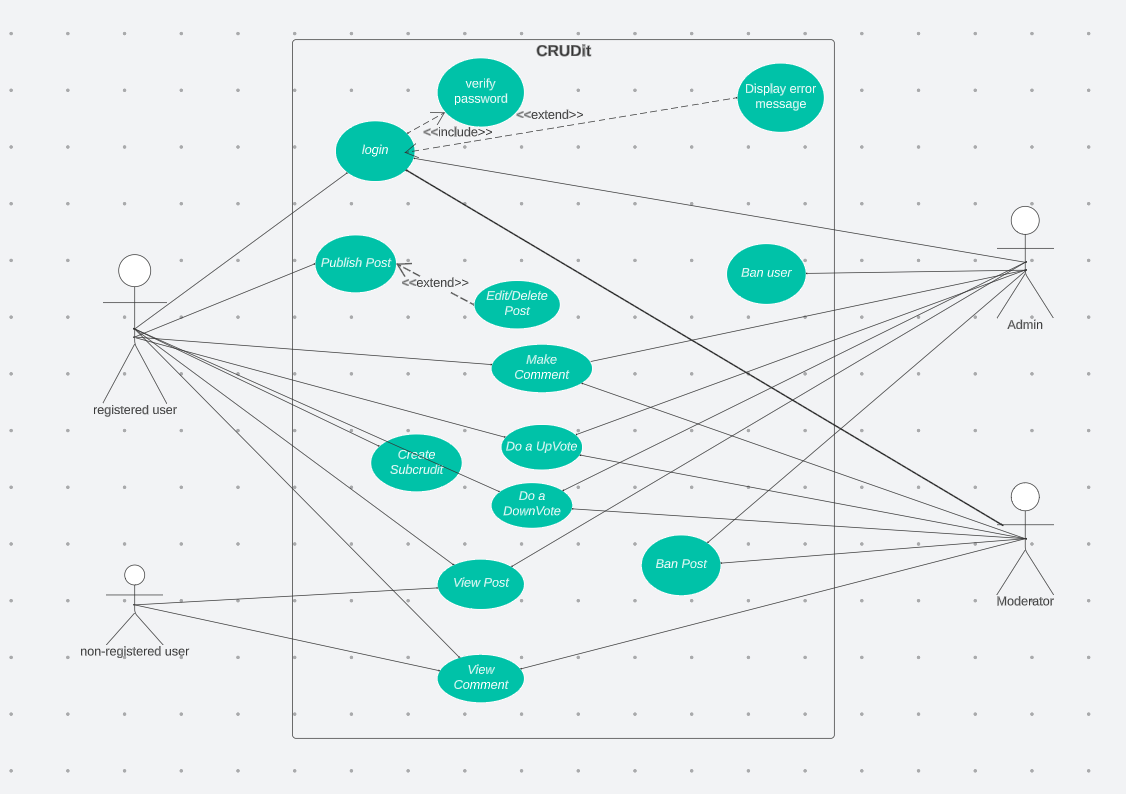 CRUDit
verify
password
Display error
message
<<extend>>
<<include>>
login
Publish Post
<<extend>>
Edit/Delete
Post
Ban user
Admin
Make
Comment
registered user
Do a UpVote
Create
Subcrudit
Do a
DownVote
Ban Post
View Post
Moderator
non-registered user
View
Comment